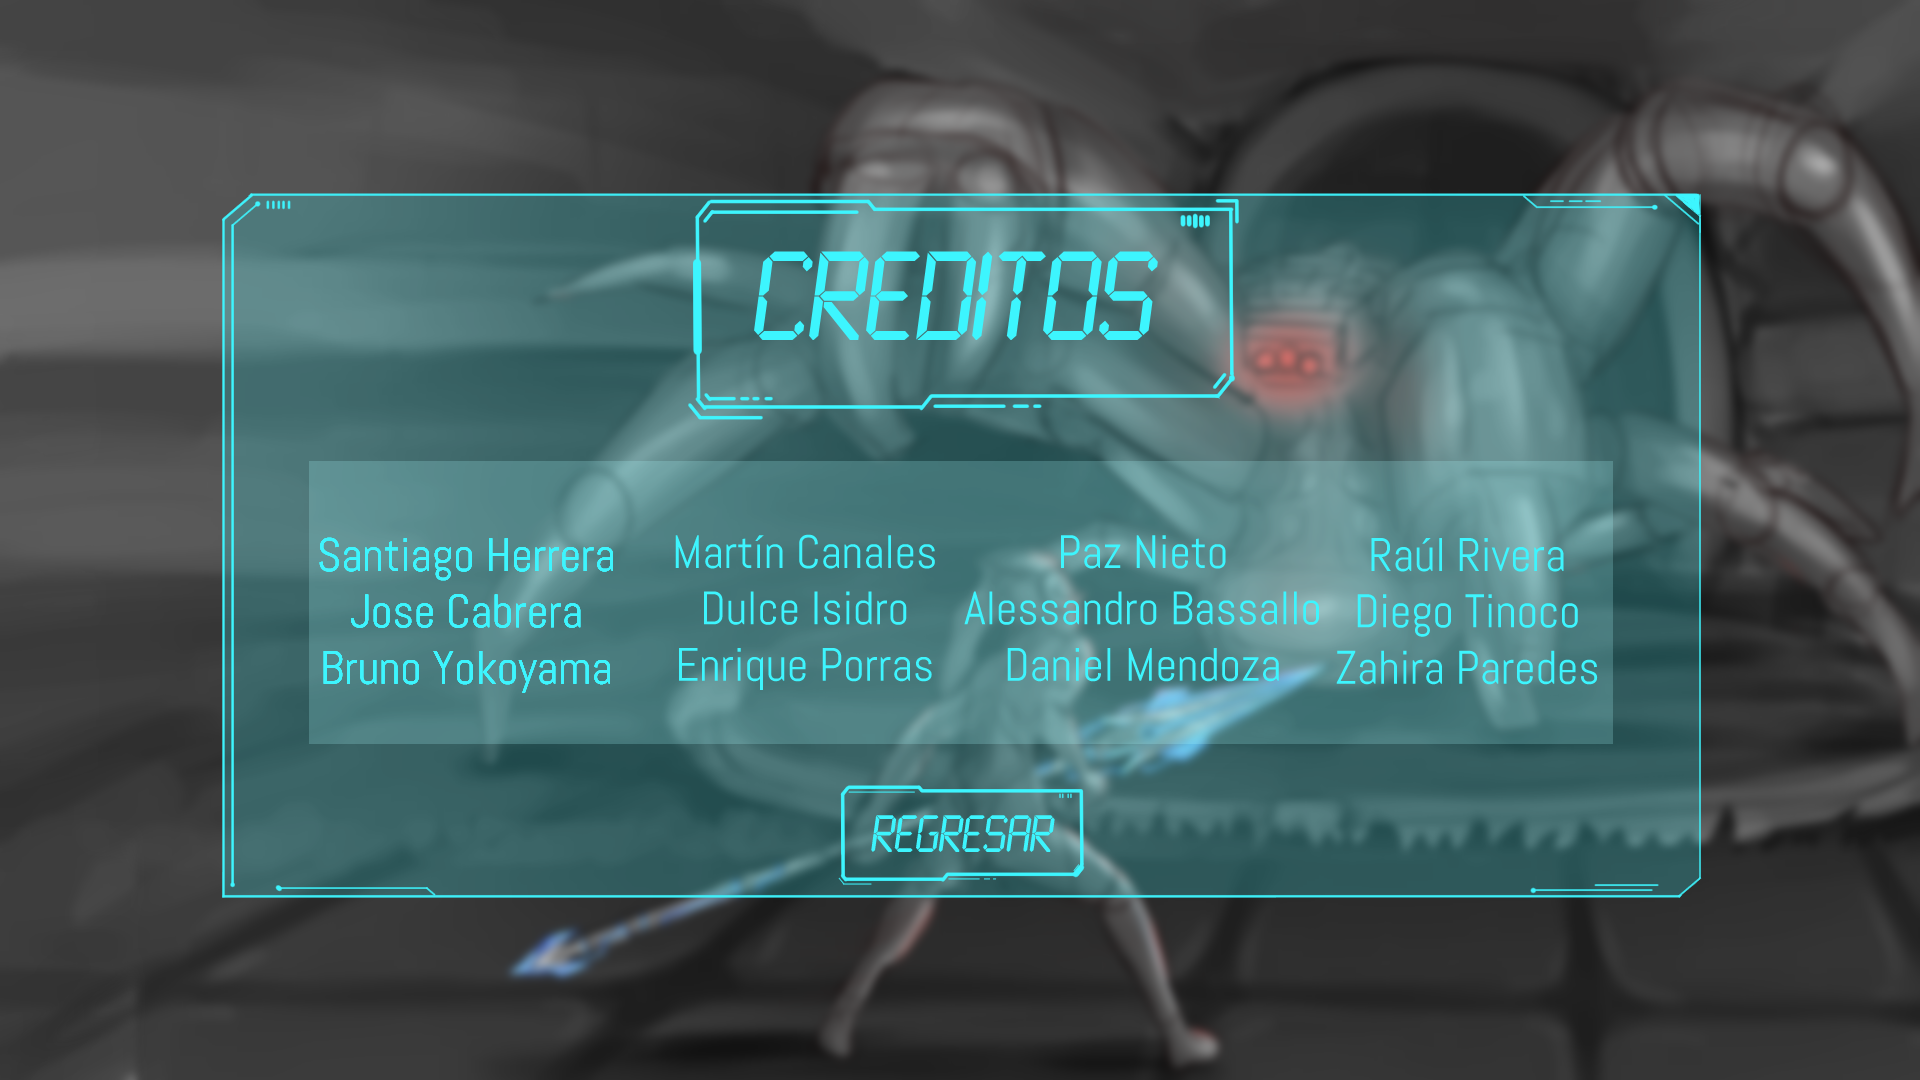 CREDITOS
Santiago Herrera
Jose Cabrera
Bruno Yokoyama
Martín Canales
Dulce Isidro
Enrique Porras
Paz Nieto
Alessandro Bassallo
Daniel Mendoza
Raúl Rivera
Diego Tinoco
Zahira Paredes
REGRESAR